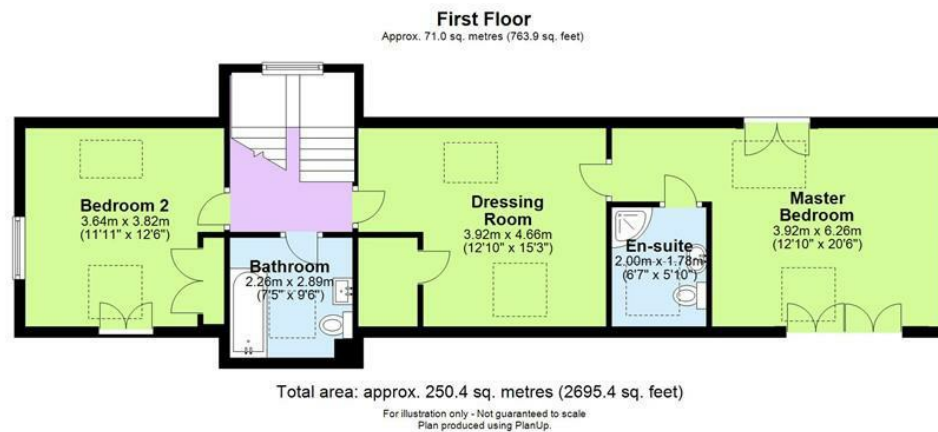 First Floor
Approx. 71.0 sq. metres (763.9 sq. feet)
Bedroom 2
3.64m x 3.82m
(11'11" x 12'6")
Bathroom
2.26m x 2.89m
(7'5" x 9'6")
Dressing
Room
3.92m x 4.66m
(12'10" x 15'3")
En-suite
2.00m x 1.78m
(6'7" x 5'10")
Master
Bedroom
3.92m x 6.26m
(12'10" x 20'6")
Total area: approx. 250.4 sq. metres (2695.4 sq. feet)
For illustration only - Not guaranteed to scale
Plan produced using PlanUp.